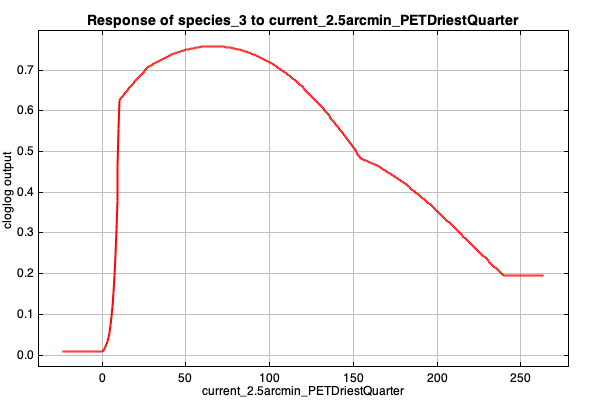 Response of species_3 to current_2.5arcmin_PETDriestQuarter
cloglog output
0.7
0.6
0.5
0.4
0.3
0.2
0.1
0.0
0 50 100 150 200 250
current_2.5arcmin_PETDriestQuarter